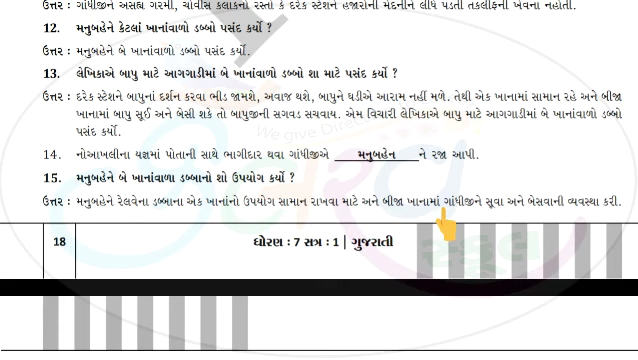 ઉત્તર : ગાંધીજીને અસહ્ય ગરમી, ચોવીસ કલાકનો રસ્તો કે દરેક સ્ટેશને હજારોની મેદનીને લીધે પડતી તકલીફની ખેવના નહોતી.
12. મનુબહેને કેટલાં ખાનાંવાળો ડબ્બો પસંદ કર્યો ?
ઉત્તર : મનુબહેને બે ખાનાંવાળો ડબ્બો પસંદ કર્યો.
13. લેખિકાએ બાપુ માટે આગગાડીમાં બે ખાનાંવાળો ડબ્બો શા માટે પસંદ કર્યો ?
ઉત્તર : દરેક સ્ટેશને બાપુનાં દર્શન કરવા ભીડ જામશે, અવાજ થશે, બાપુને ઘડીએ આરામ નહીં મળે. તેથી એક ખાનામાં સામાન રહે અને બીજા
ખાનામાં બાપુ સૂઈ અને બેસી શકે તો બાપુજીની સગવડ સચવાય. એમ વિચારી લેખિકાએ બાપુ માટે આગગાડીમાં બે ખાનાંવાળો ડબ્બો
પસંદ કર્યો.
We give Direc
14. નોઆખલીના યજ્ઞમાં પોતાની સાથે ભાગીદાર થવા ગાંધીજીએ મનુબહેન ને રજા આપી.
15. મનુબહેને બે ખાનાંવાળા ડબ્બાનો શો ઉપયોગ કર્યો ?
ઉત્તર : મનુબહેને રેલવેના ડબ્બાના એક ખાનાંનો ઉપયોગ સામાન રાખવા માટે અને બીજા ખાનામાં ગાંધીજીને સૂવા અને બેસવાની વ્યવસ્થા કરી.
18 ધોરણ : 7 સત્ર : 1 | ગુજરાતી